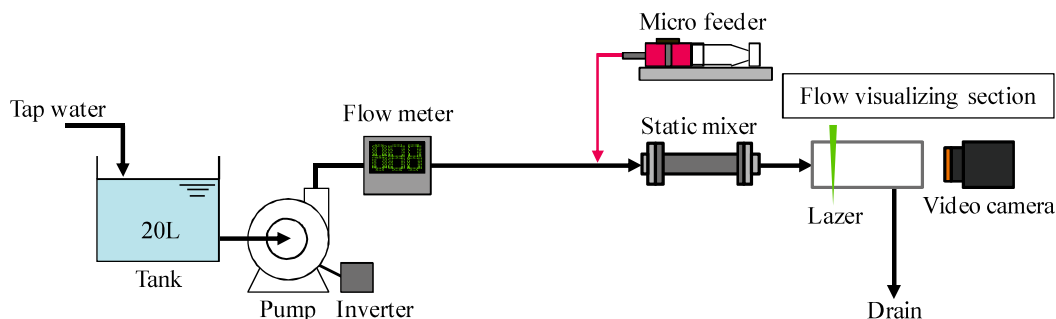 Micro feeder
Tap water
Flow meter
Flow visualizing section
Static mixer
20L
Tank
Pump
Inverter
Lazer
Video camera
Drain